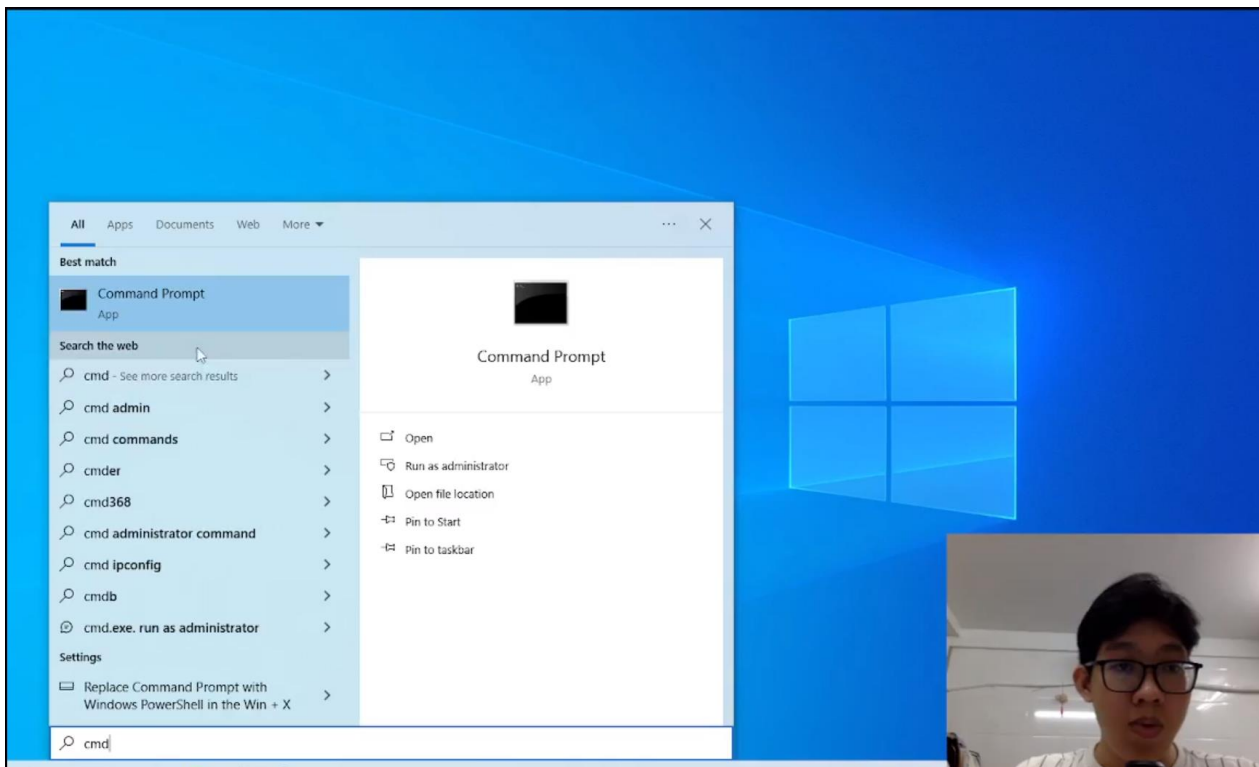 All Apps Documents Web More
Best match
Command Prompt
App
Search the web
cmd - See more search results
cmd admin
cmd commands
cmder
cmd368
cmd administrator command
cmd ipconfig
cmdb
cmd.exe. run as administrator
Settings
Replace Command Prompt with
Windows PowerShell in the Win + X
cmd
Command Prompt
App
Open
Run as administrator
Open file location
Pin to Start
Pin to taskbar